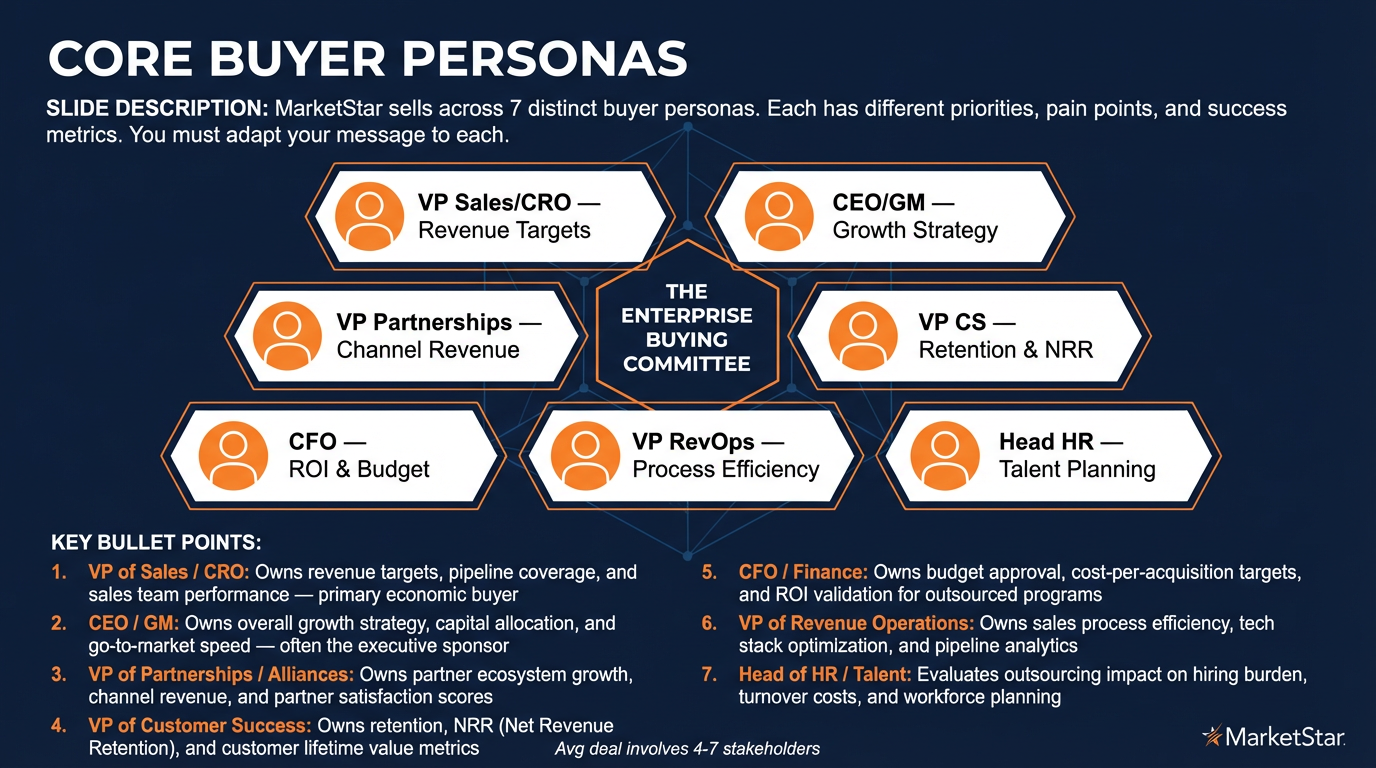 CORE BUYER PERSONAS
SLIDE DESCRIPTION: MarketStar sells across 7 distinct buyer personas. Each has different priorities, pain points, and success
metrics. You must adapt your message to each.
VP Sales/CRO —
Revenue Targets
CEO/GM —
Growth Strategy
VP Partnerships —
Channel Revenue
THE
ENTERPRISE
BUYING
COMMITTEE
VP CS —
Retention & NRR
CFO —
ROI & Budget
VP RevOps —
Process Efficiency
Head HR —
Talent Planning
KEY BULLET POINTS:
1. VP of Sales / CRO: Owns revenue targets, pipeline coverage, and
sales team performance — primary economic buyer
2. CEO / GM: Owns overall growth strategy, capital allocation, and
go-to-market speed — often the executive sponsor
3. VP of Partnerships / Alliances: Owns partner ecosystem growth,
channel revenue, and partner satisfaction scores
4. VP of Customer Success: Owns retention, NRR (Net Revenue
Retention), and customer lifetime value metrics
5. CFO / Finance: Owns budget approval, cost-per-acquisition targets,
and ROI validation for outsourced programs
6. VP of Revenue Operations: Owns sales process efficiency, tech
stack optimization, and pipeline analytics
7. Head of HR / Talent: Evaluates outsourcing impact on hiring burden,
turnover costs, and workforce planning
Avg deal involves 4-7 stakeholders
MarketStar.